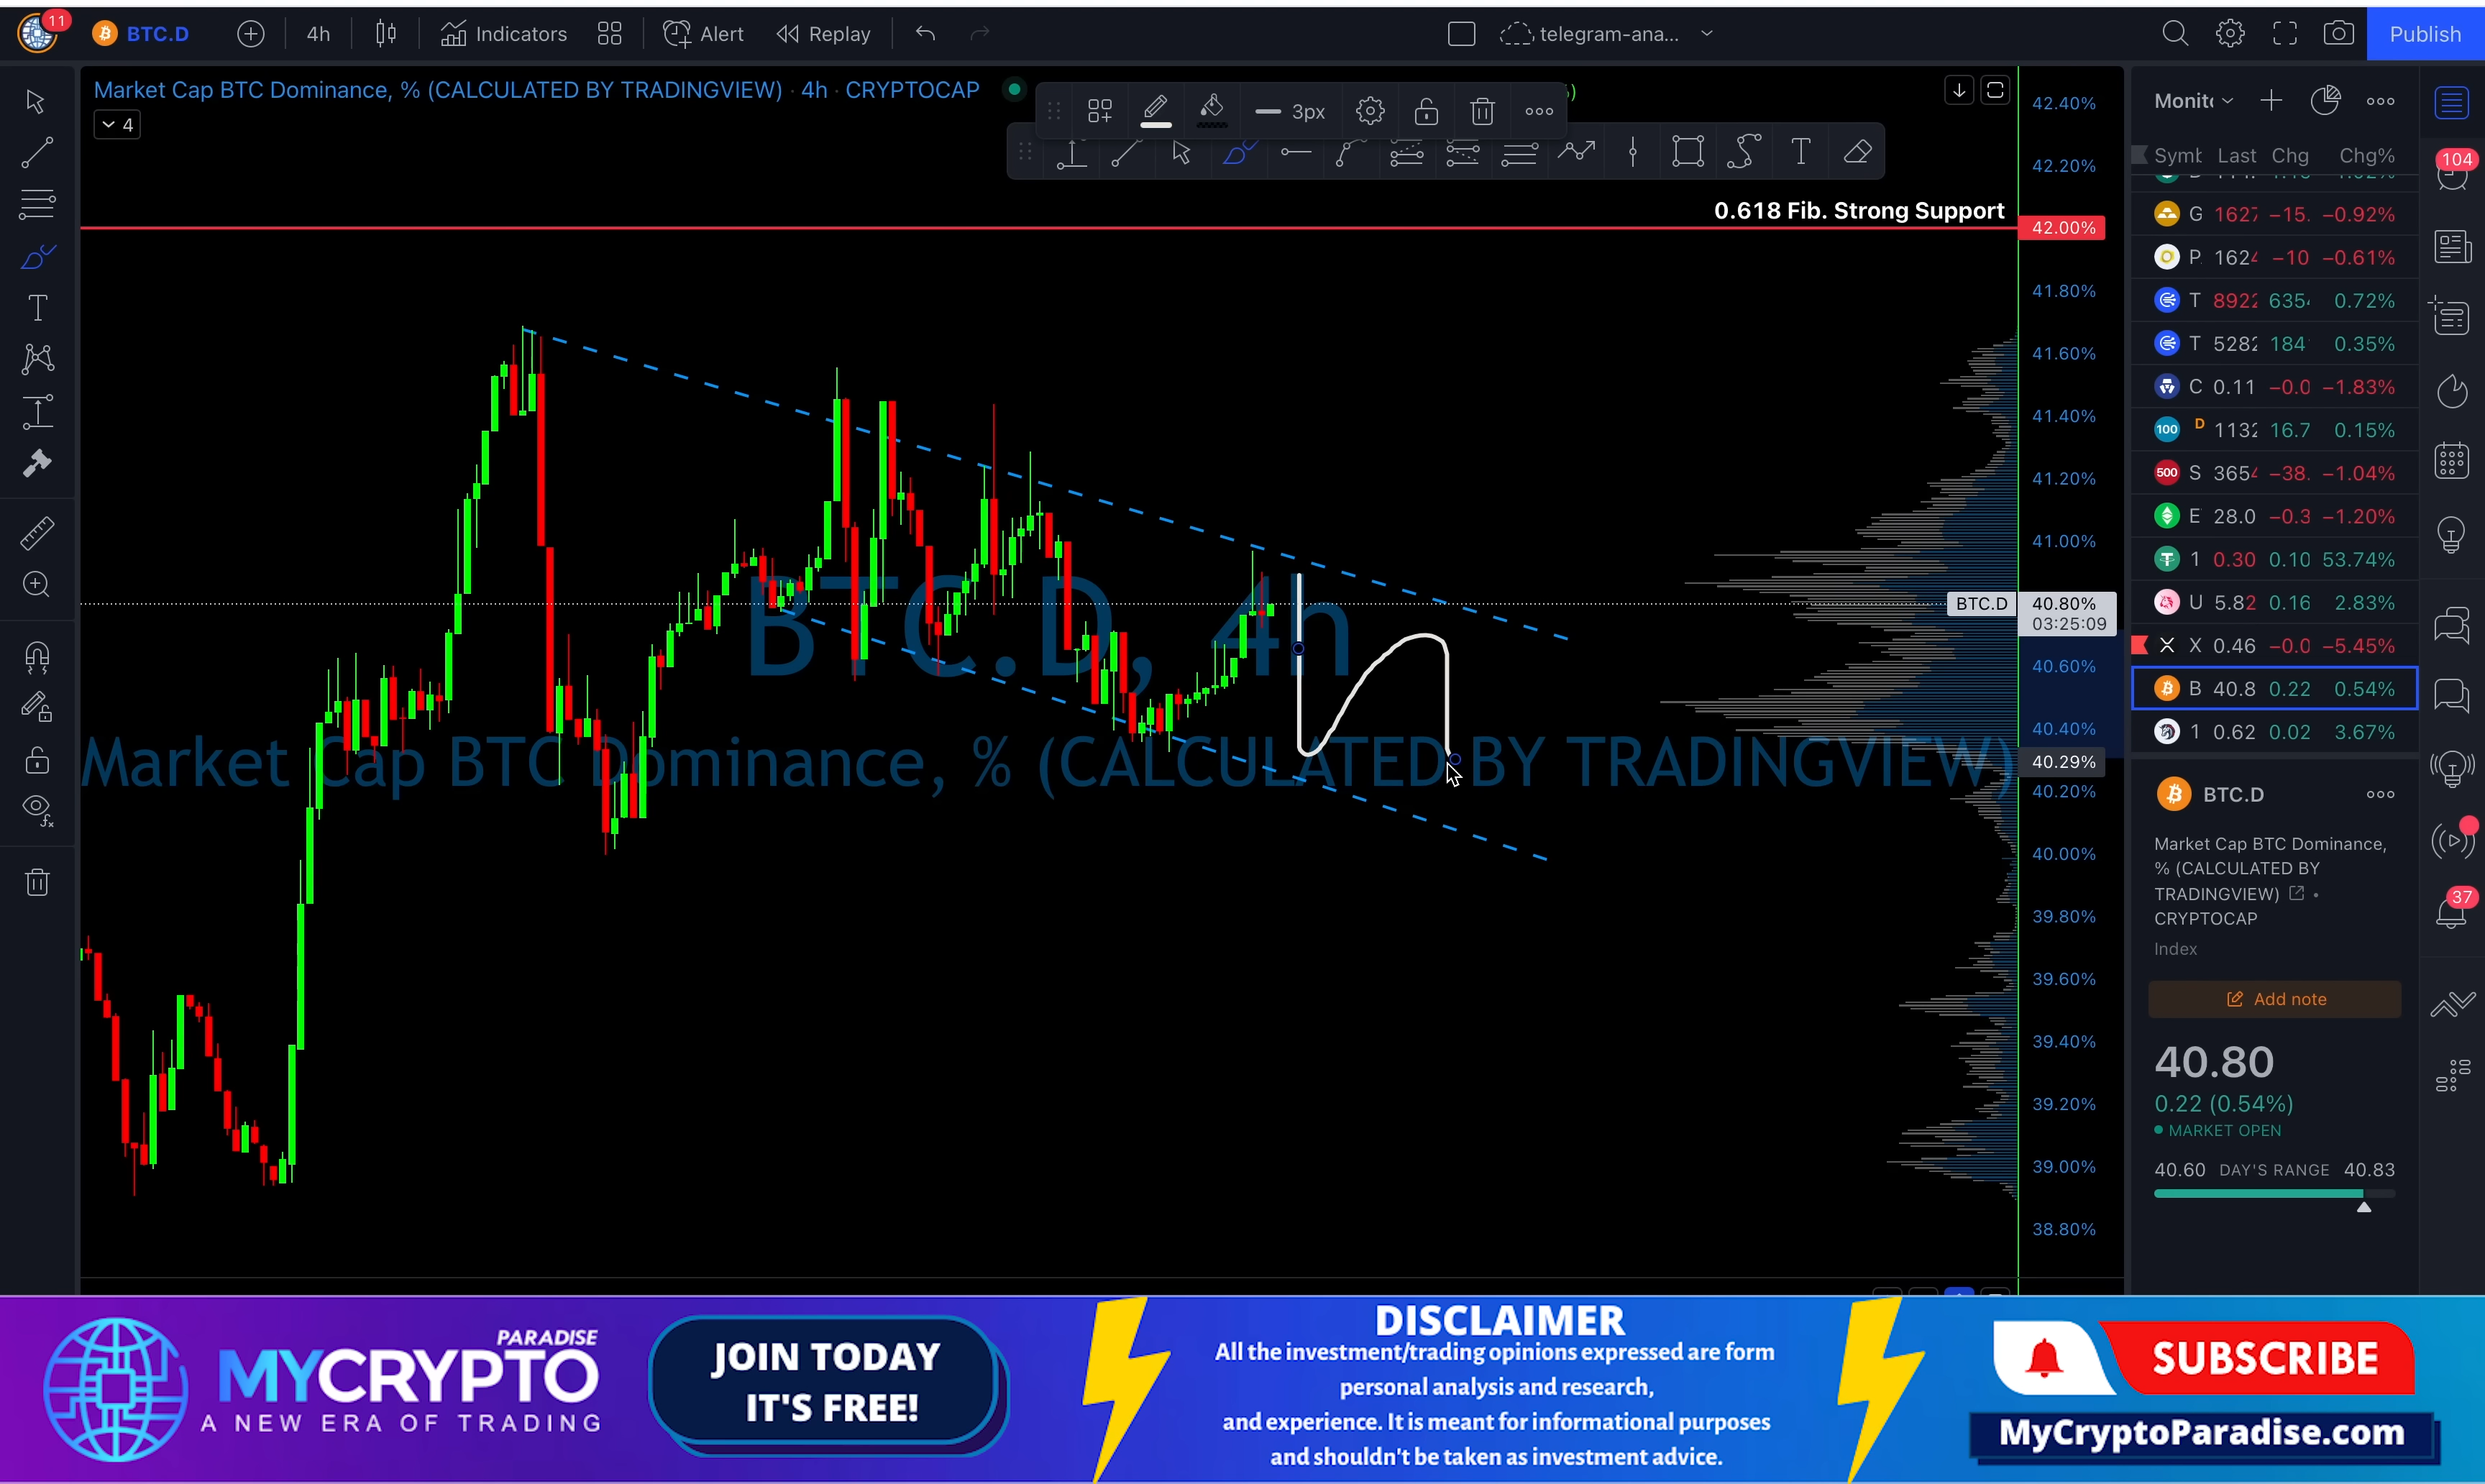 11
BTC.D
4h
Indicators
Alert
Replay
telegram-ana...
Publish
Market Cap BTC Dominance, % (CALCULATED BY TRADINGVIEW) · 4h · CRYPTOCAP
4
3px
0.618 Fib. Strong Support
BTC.D, 4h
Market Cap BTC Dominance, % (CALCULATED BY TRADINGVIEW)
42.40%
42.20%
42.00%
41.80%
41.60%
41.40%
41.20%
41.00%
BTC.D 40.80%
03:25:09
40.60%
40.40%
40.29%
40.20%
40.00%
39.80%
39.60%
39.40%
39.20%
39.00%
38.80%
Last Chg Chg%
G 1627 −15. −0.92%
P 1624 −10 −0.61%
T 8922 635 0.72%
T 5282 184 0.35%
C 0.11 −0.0 −1.83%
100 D 1132 16.7 0.15%
500 S 3654 −38. −1.04%
E 28.0 −0.3 −1.20%
1 0.30 0.10 53.74%
U 5.82 0.16 2.83%
X 0.46 −0.0 −5.45%
B 40.8 0.22 0.54%
1 0.62 0.02 3.67%
BTC.D
Market Cap BTC Dominance,
% (CALCULATED BY
TRADINGVIEW) •
CRYPTOCAP
Index
Add note
40.80
0.22 (0.54%)
MARKET OPEN
40.60 DAY'S RANGE 40.83
104
37
PARADISE
MYCRYPTO
A NEW ERA OF TRADING
JOIN TODAY
IT'S FREE!
DISCLAIMER
All the investment/trading opinions expressed are form
personal analysis and research,
and experience. It is meant for informational purposes
and shouldn't be taken as investment advice.
SUBSCRIBE
MyCryptoParadise.com